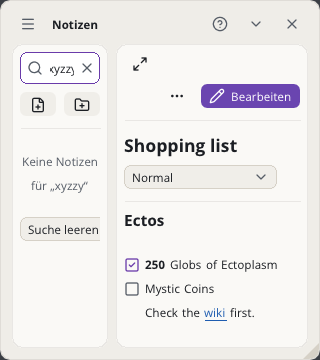 Notizen
xyzzy
Bearbeiten
Keine Notizen
für „xyzzy“
Suche leeren
Shopping list
Normal
Ectos
250 Globs of Ectoplasm
Mystic Coins
Check the wiki first.